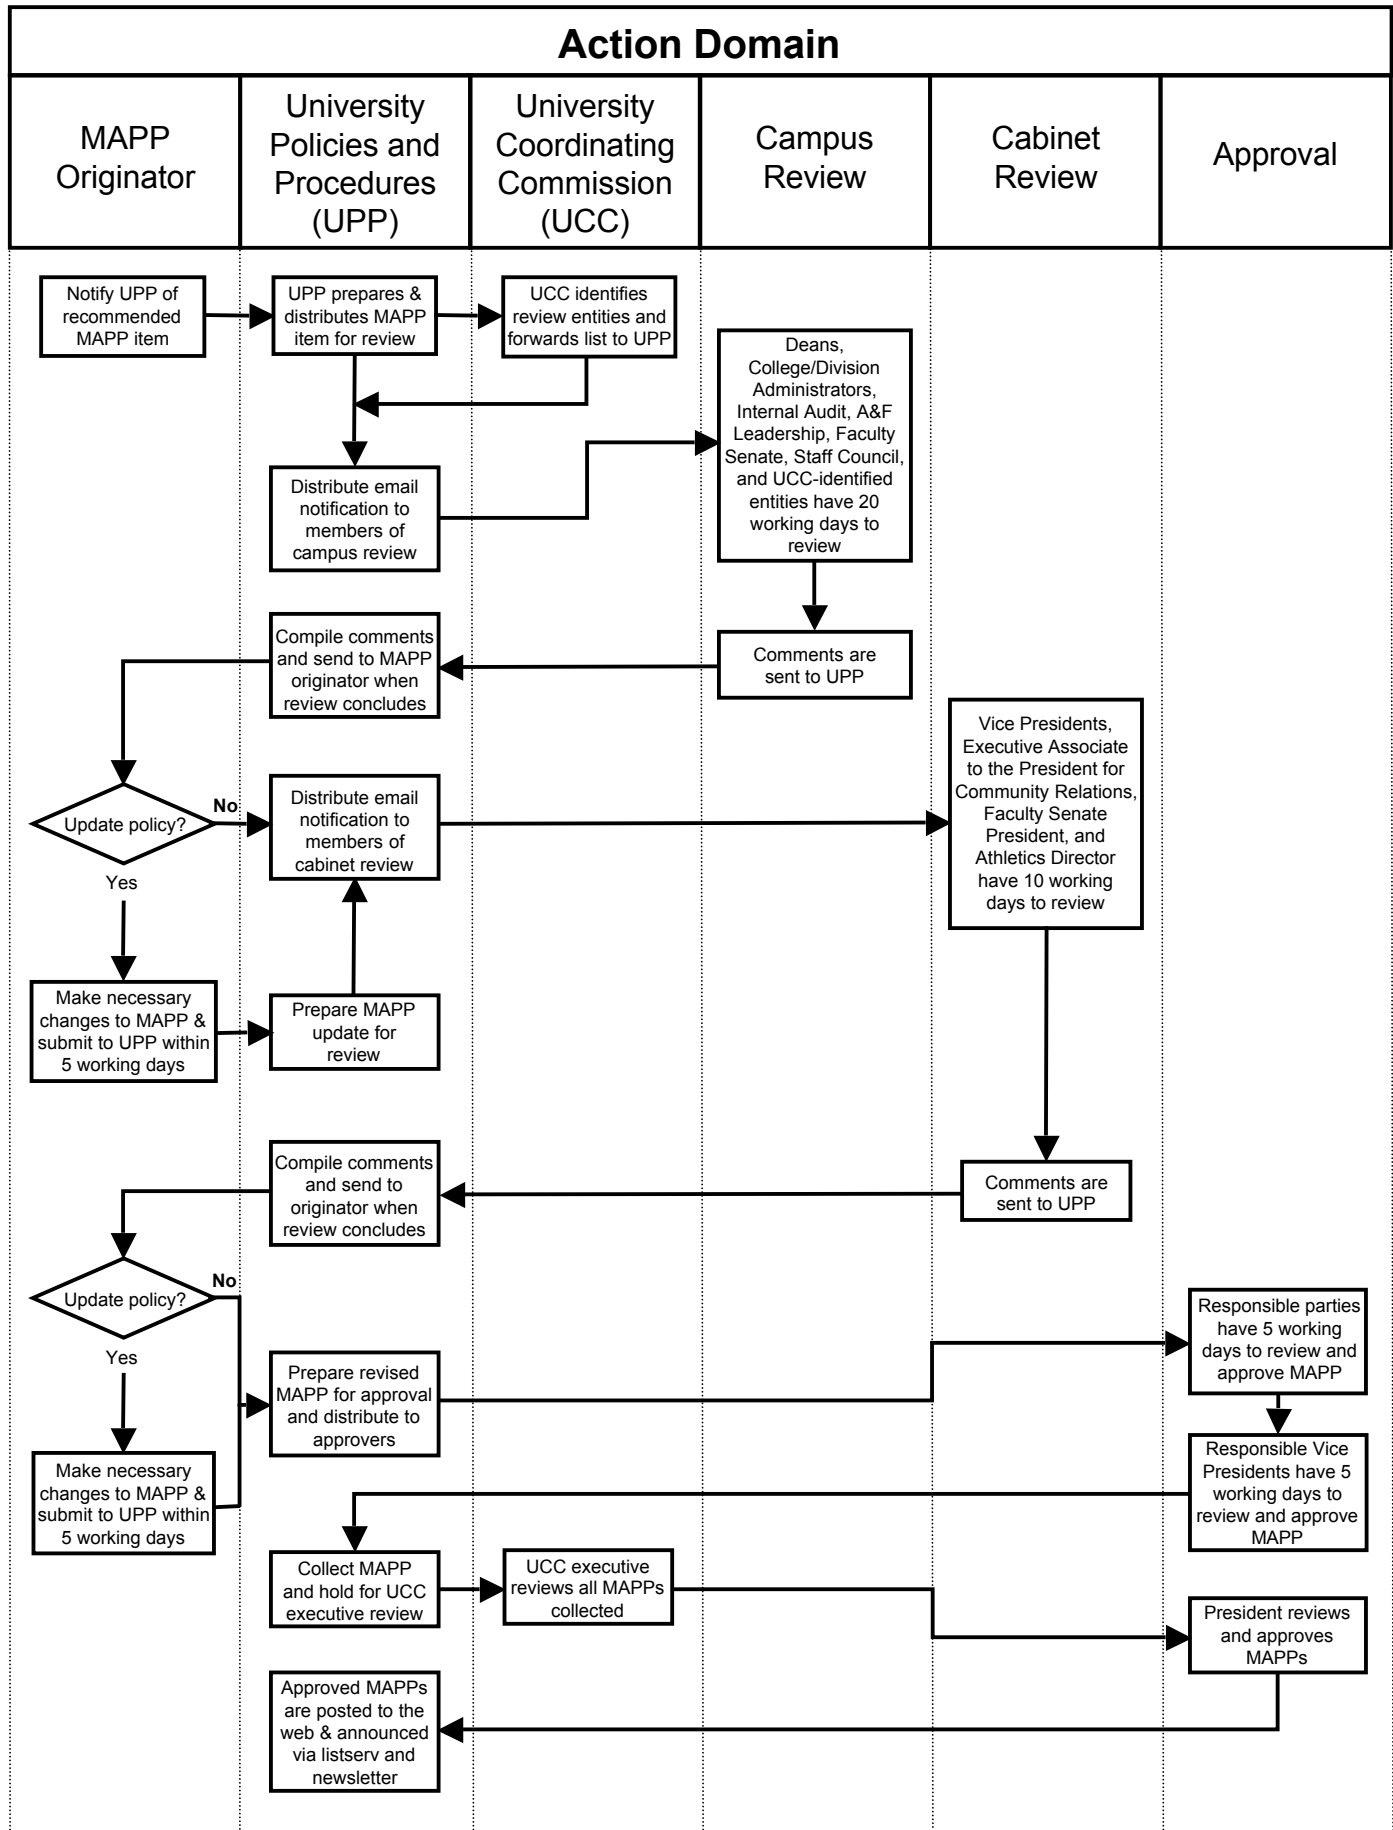 Action Domain
MAPP
Originator
University
Policies and
Procedures
(UPP)
University
Coordinating
Commission
(UCC)
Campus
Review
Cabinet
Review
Approval
Notify UPP of
recommended
MAPP item
UPP prepares &
distributes MAPP
item for review
UCC identifies
review entities and
forwards list to UPP
Deans,
College/Division
Administrators,
Internal Audit, A&F
Leadership, Faculty
Senate, Staff Council,
and UCC-identified
entities have 20
working days to
review
Distribute email
notification to
members of
campus review
Comments are
sent to UPP
Compile comments
and send to MAPP
originator when
review concludes
Update policy?
No
Yes
Distribute email
notification to
members of
cabinet review
Vice Presidents,
Executive Associate
to the President for
Community Relations,
Faculty Senate
President, and
Athletics Director
have 10 working
days to review
Make necessary
changes to MAPP &
submit to UPP within
5 working days
Prepare MAPP
update for
review
Comments are
sent to UPP
Compile comments
and send to
originator when
review concludes
Update policy?
No
Yes
Make necessary
changes to MAPP &
submit to UPP within
5 working days
Prepare revised
MAPP for approval
and distribute to
approvers
Responsible parties
have 5 working
days to review and
approve MAPP
Responsible Vice
Presidents have 5
working days to
review and approve
MAPP
Collect MAPP
and hold for UCC
executive review
UCC executive
reviews all MAPPs
collected
President reviews
and approves
MAPPs
Approved MAPPs
are posted to the
web & announced
via listserv and
newsletter